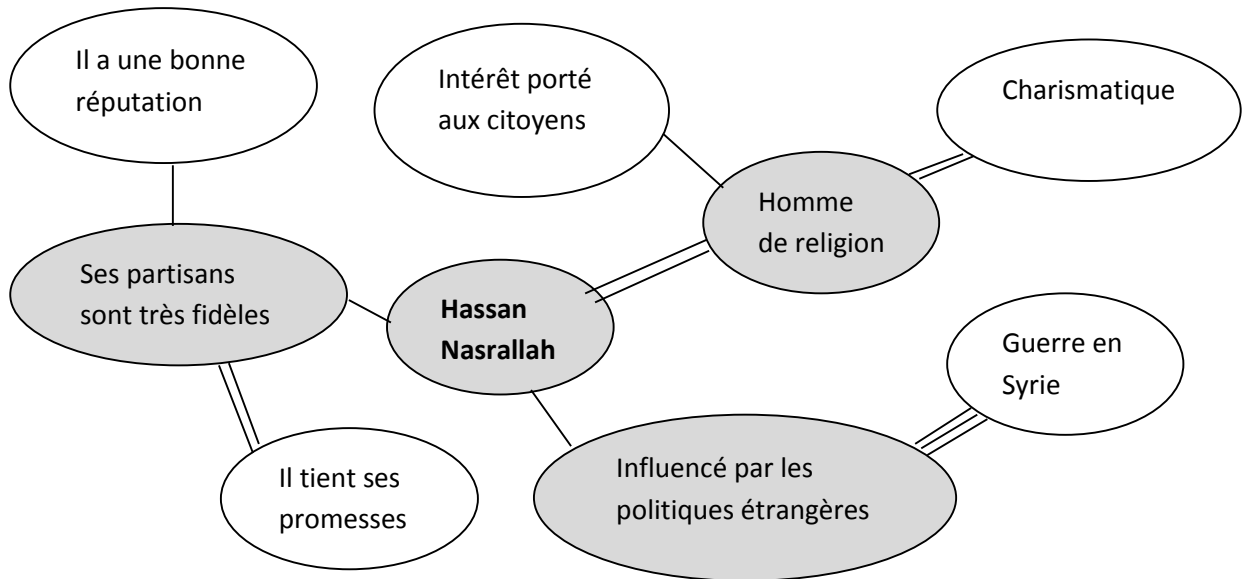 Il a une bonne
réputation
Intérêt porté
aux citoyens
Charismatique
Homme
de religion
Ses partisans
sont très fidèles
Hassan
Nasrallah
Guerre en
Syrie
Il tient ses
promesses
Influencé par les
politiques étrangères